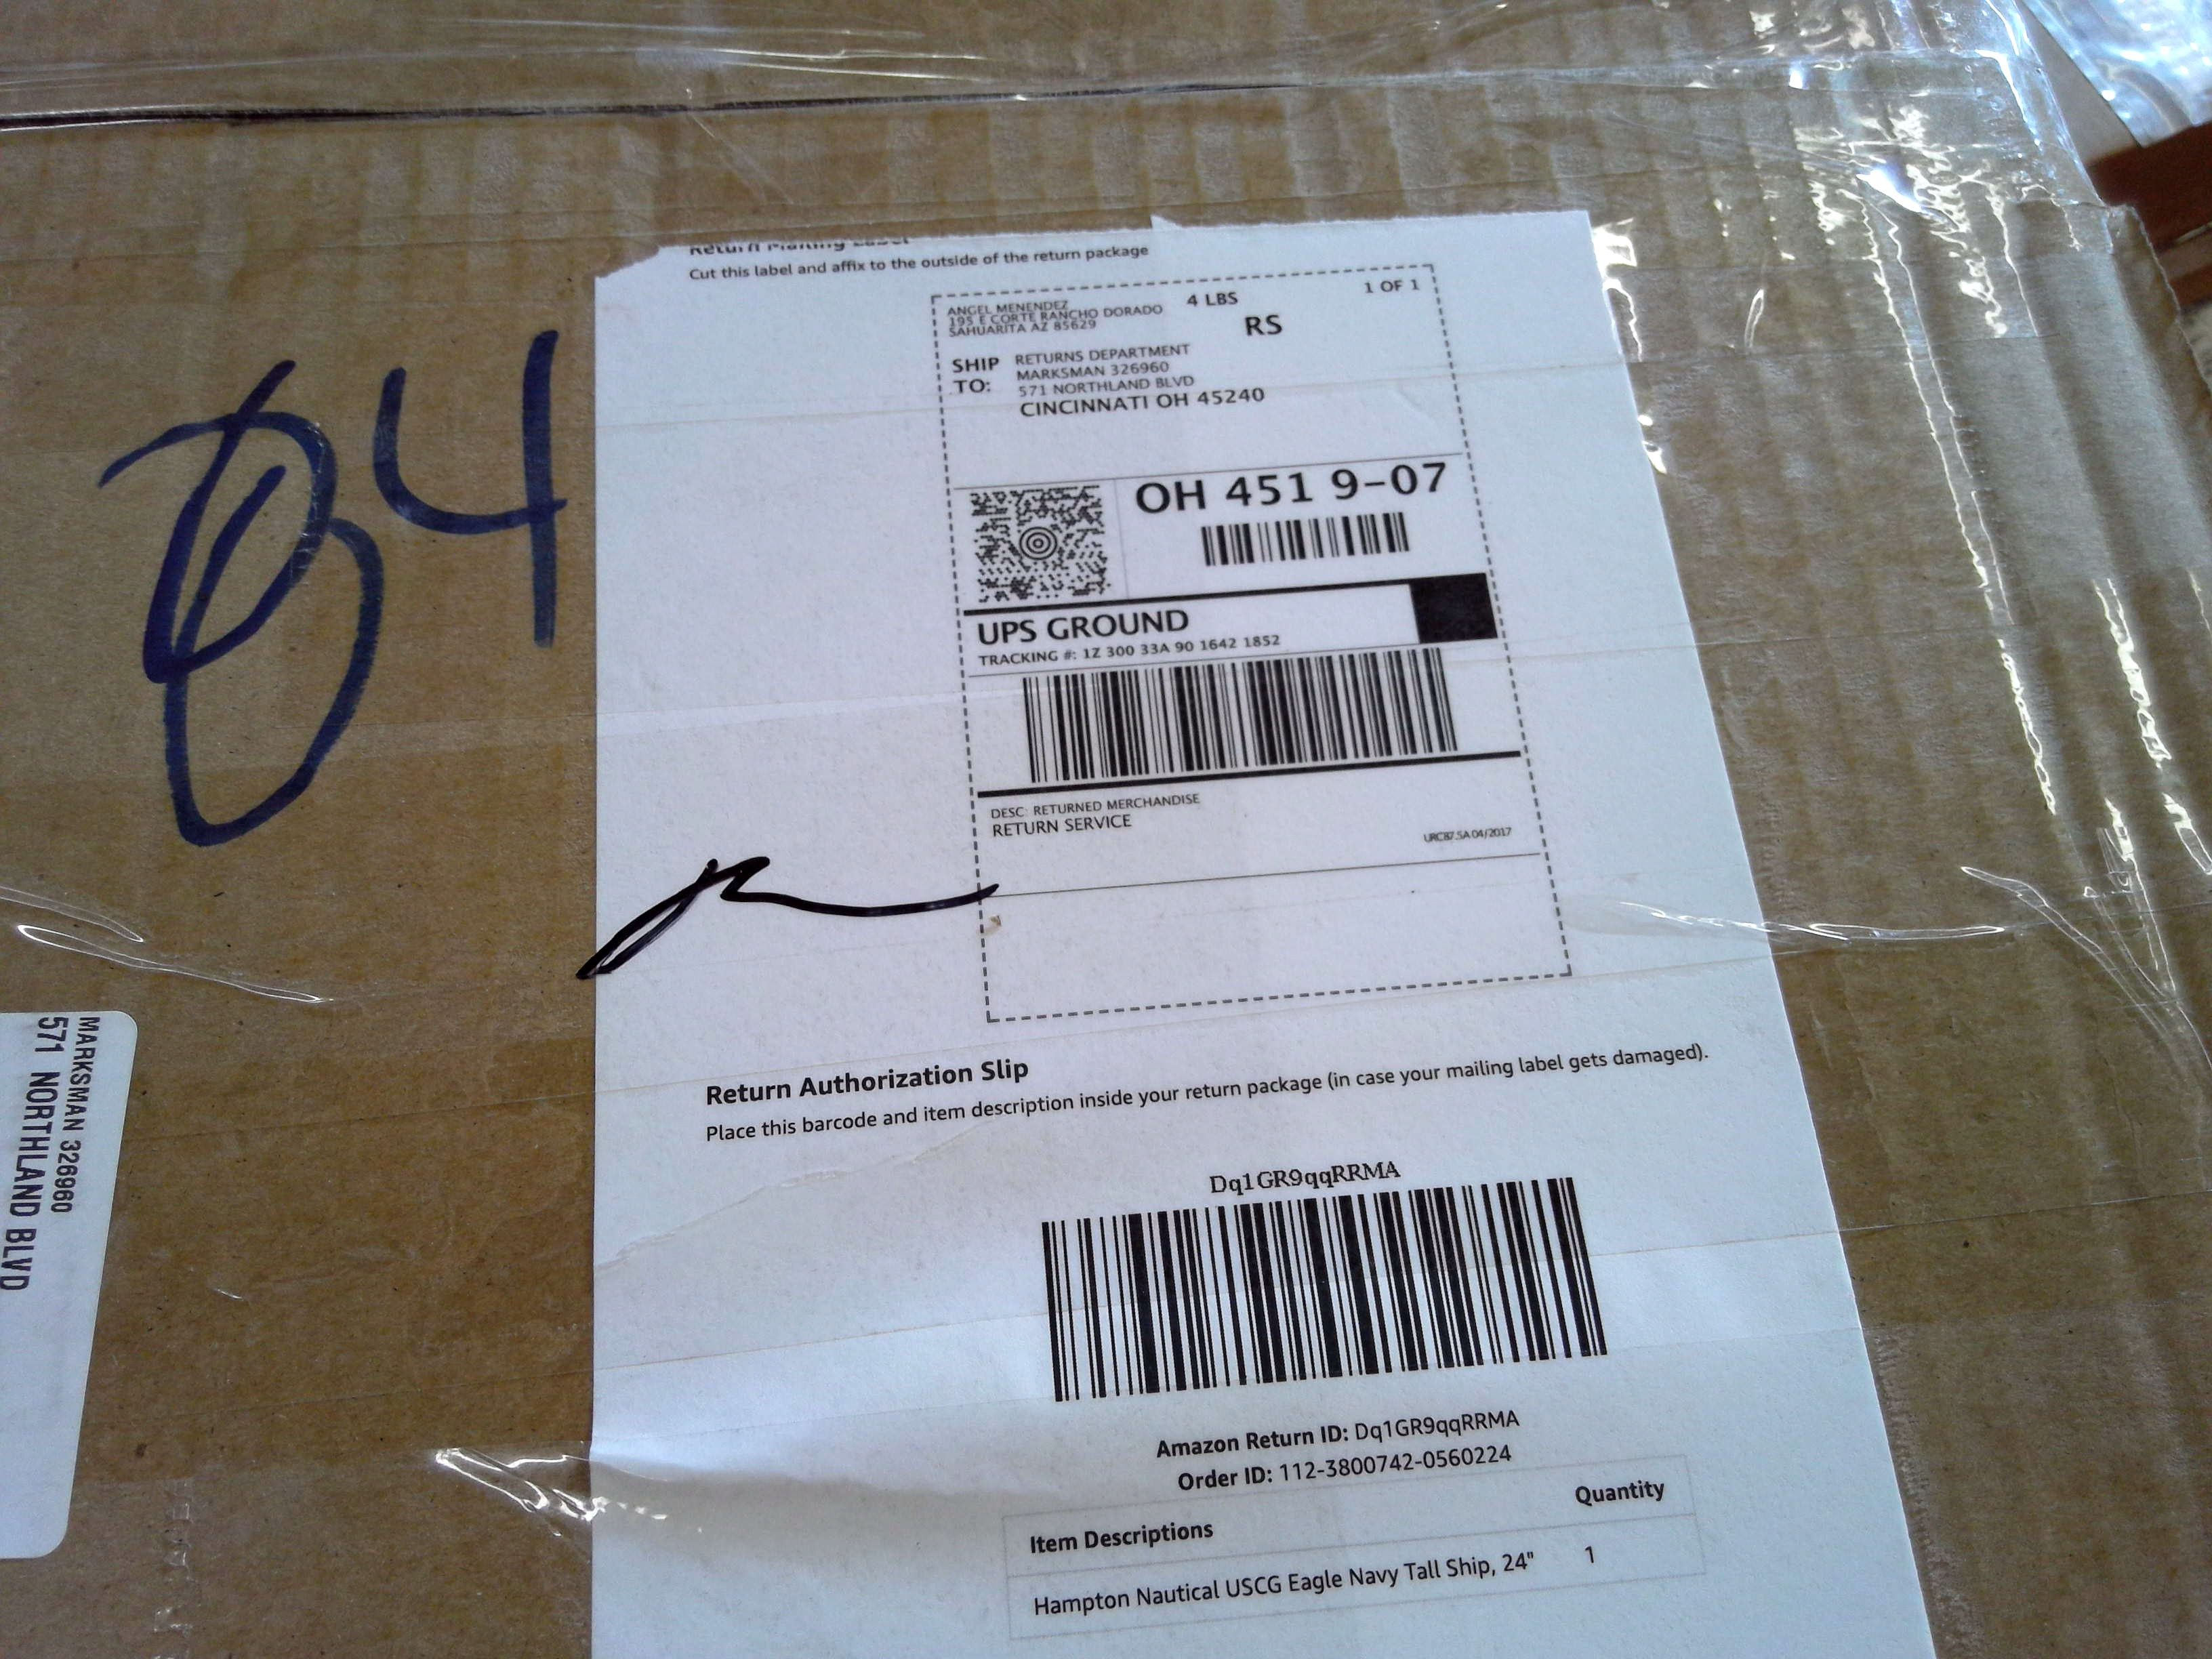 Return Mailing Label
Cut this label and affix to the outside of the return package
ANGEL MENENDEZ
195 E CORTE RANCHO DORADO
SAHUARITA AZ 85629
4 LBS
1 OF 1
RS
SHIP TO:
RETURNS DEPARTMENT
MARKSMAN 326960
571 NORTHLAND BLVD
CINCINNATI OH 45240
OH 451 9-07
UPS GROUND
TRACKING #: 1Z 300 33A 90 1642 1852
DESC: RETURNED MERCHANDISE
RETURN SERVICE
URC87.5A 04/2017
Return Authorization Slip
Place this barcode and item description inside your return package (in case your mailing label gets damaged).
Dq1GR9qqRRMA
Amazon Return ID: Dq1GR9qqRRMA
Order ID: 112-3800742-0560224
Item Descriptions Quantity
Hampton Nautical USCG Eagle Navy Tall Ship, 24" 1
MARKSMAN 326960
571 NORTHLAND BLVD